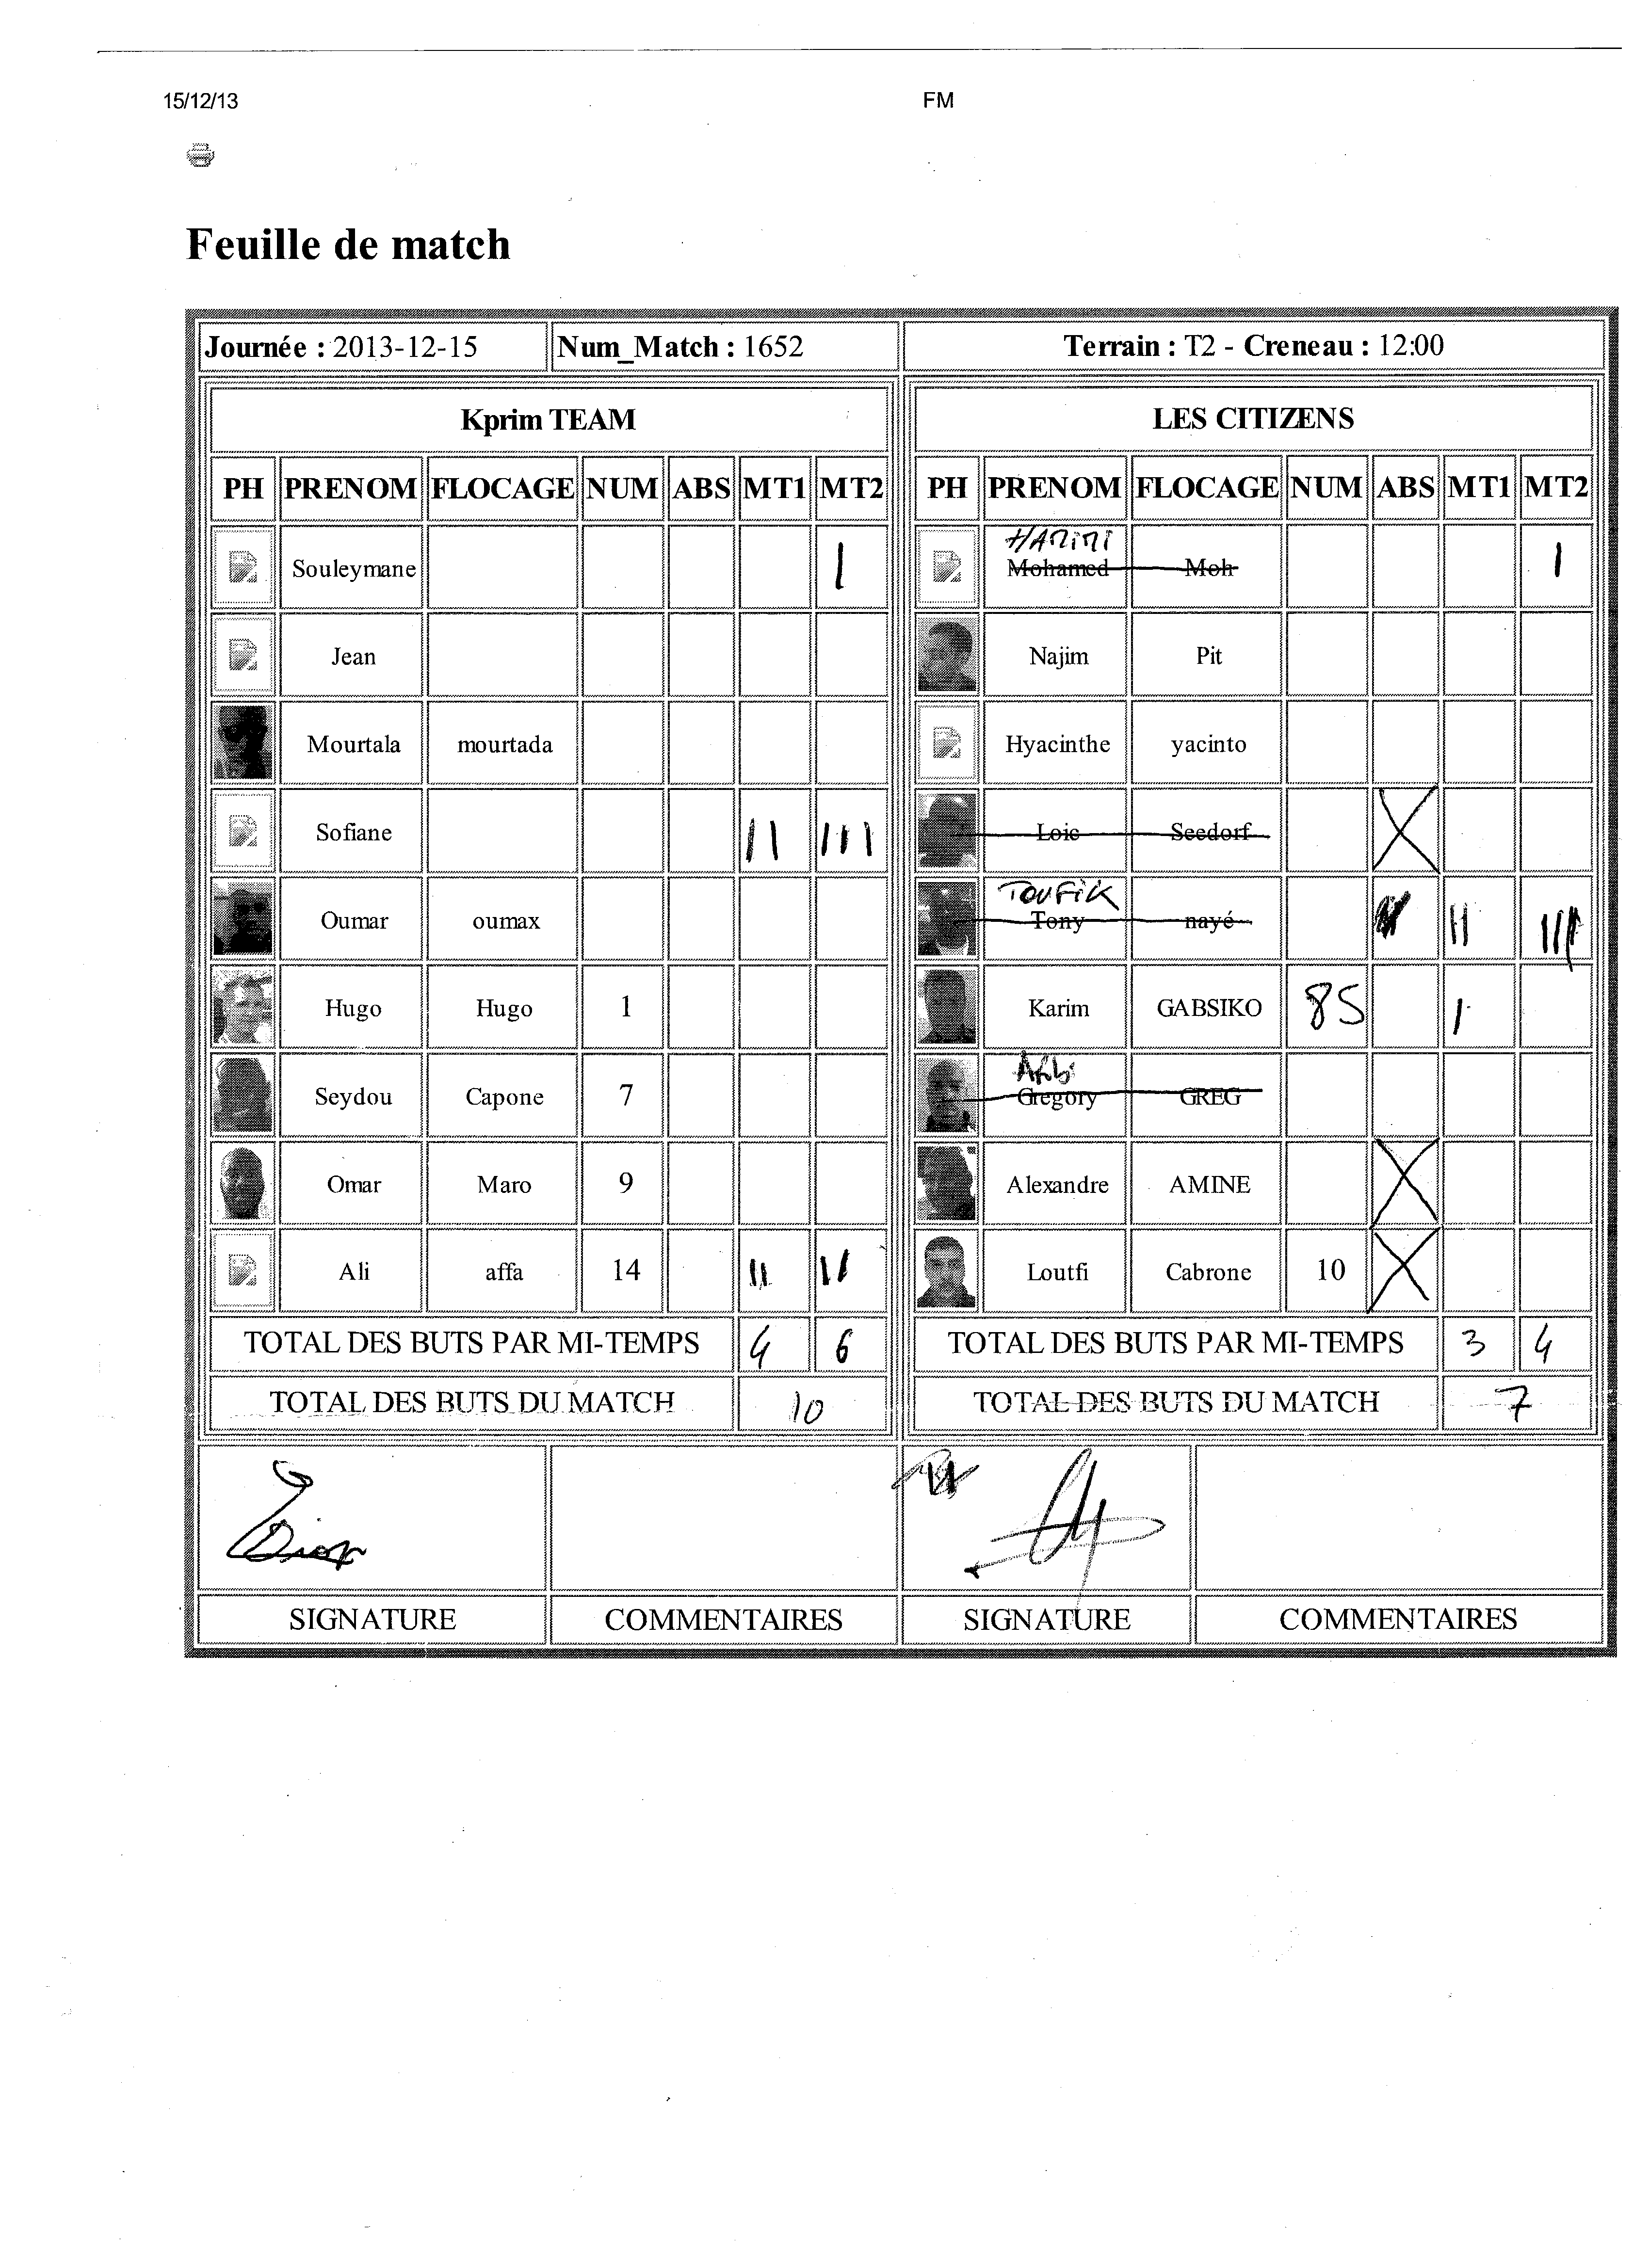 15/12/13 FM
Feuille de match
Journée : 2013-12-15 Num_Match : 1652 Terrain : T2 - Creneau : 12:00
Kprim TEAM LES CITIZENS
PH PRENOM FLOCAGE NUM ABS MT1 MT2 PH PRENOM FLOCAGE NUM ABS MT1 MT2
HAMIMI
Souleymane I Mohamed Moh I
Jean Najim Pit
Mourtala mourtada Hyacinthe yacinto
Sofiane II III Loic Seedorf X
TOUFIK
Oumar oumax Tony nayé II III
Hugo Hugo 1 Karim GABSIKO 85 I
Seydou Capone 7 Gregory GREG
Omar Maro 9 Alexandre AMINE X
Ali affa 14 II II Loutfi Cabrone 10 X
TOTAL DES BUTS PAR MI-TEMPS 4 6 TOTAL DES BUTS PAR MI-TEMPS 3 4
TOTAL DES BUTS DU MATCH 10 TOTAL DES BUTS DU MATCH 7
Diop
SIGNATURE COMMENTAIRES SIGNATURE COMMENTAIRES